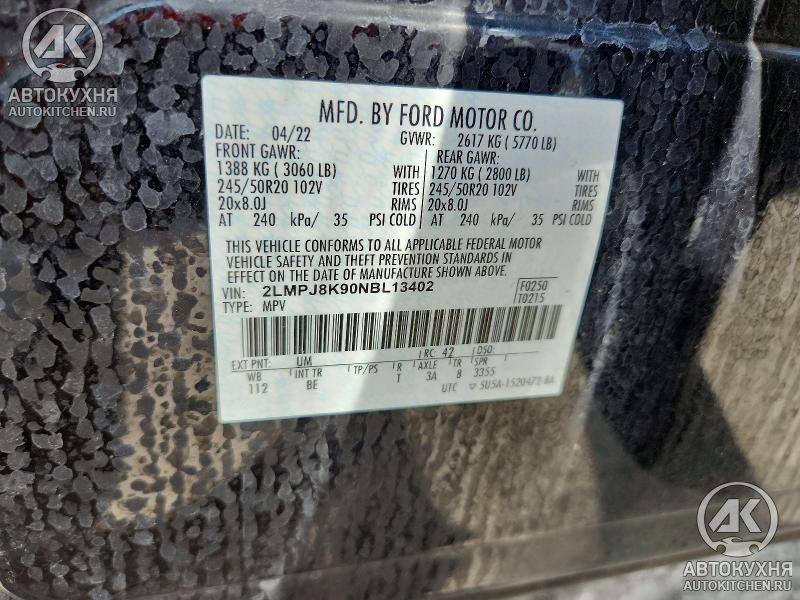 АК
АВТОКУХНЯ
AUTOKITCHEN.RU
MFD. BY FORD MOTOR CO.
DATE: 04/22 GVWR: 2617 KG ( 5770 LB)
FRONT GAWR: REAR GAWR:
1388 KG ( 3060 LB) WITH 1270 KG ( 2800 LB) WITH
245/50R20 102V TIRES 245/50R20 102V TIRES
20x8.0J RIMS 20x8.0J RIMS
AT 240 kPa/ 35 PSI COLD AT 240 kPa/ 35 PSI COLD
THIS VEHICLE CONFORMS TO ALL APPLICABLE FEDERAL MOTOR
VEHICLE SAFETY AND THEFT PREVENTION STANDARDS IN
EFFECT ON THE DATE OF MANUFACTURE SHOWN ABOVE.
VIN: 2LMPJ8K90NBL13402 F0250
TYPE: MPV T0215
EXT PNT: UM RC: 42 DSO:
WB INT TR TP/PS R AXLE TR SPR
112 BE T 3A 8 3355
UTC ▽ 5U5A-1520472-BA
АК
АВТОКУХНЯ
AUTOKITCHEN.RU